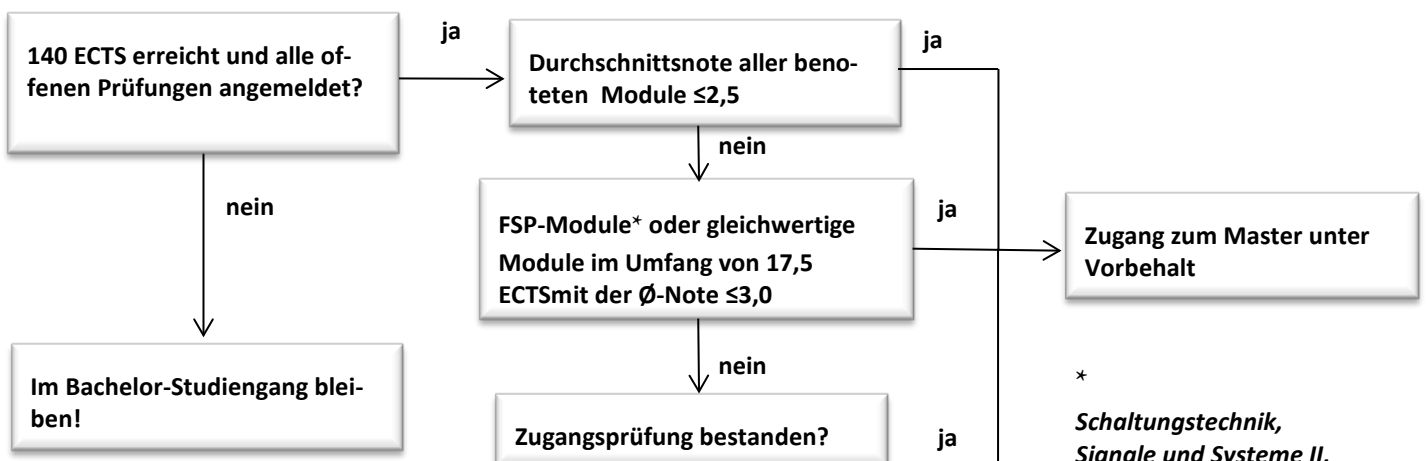 140 ECTS erreicht und alle of-
fenen Prüfungen angemeldet?
ja
Durchschnittsnote aller beno-
teten Module ≤2,5
ja
nein
nein
FSP-Module* oder gleichwertige
Module im Umfang von 17,5
ECTSmit der Ø-Note ≤3,0
ja
Zugang zum Master unter
Vorbehalt
nein
Im Bachelor-Studiengang blei-
ben!
Zugangsprüfung bestanden?
ja
*
Schaltungstechnik,
Signale und Systeme II,